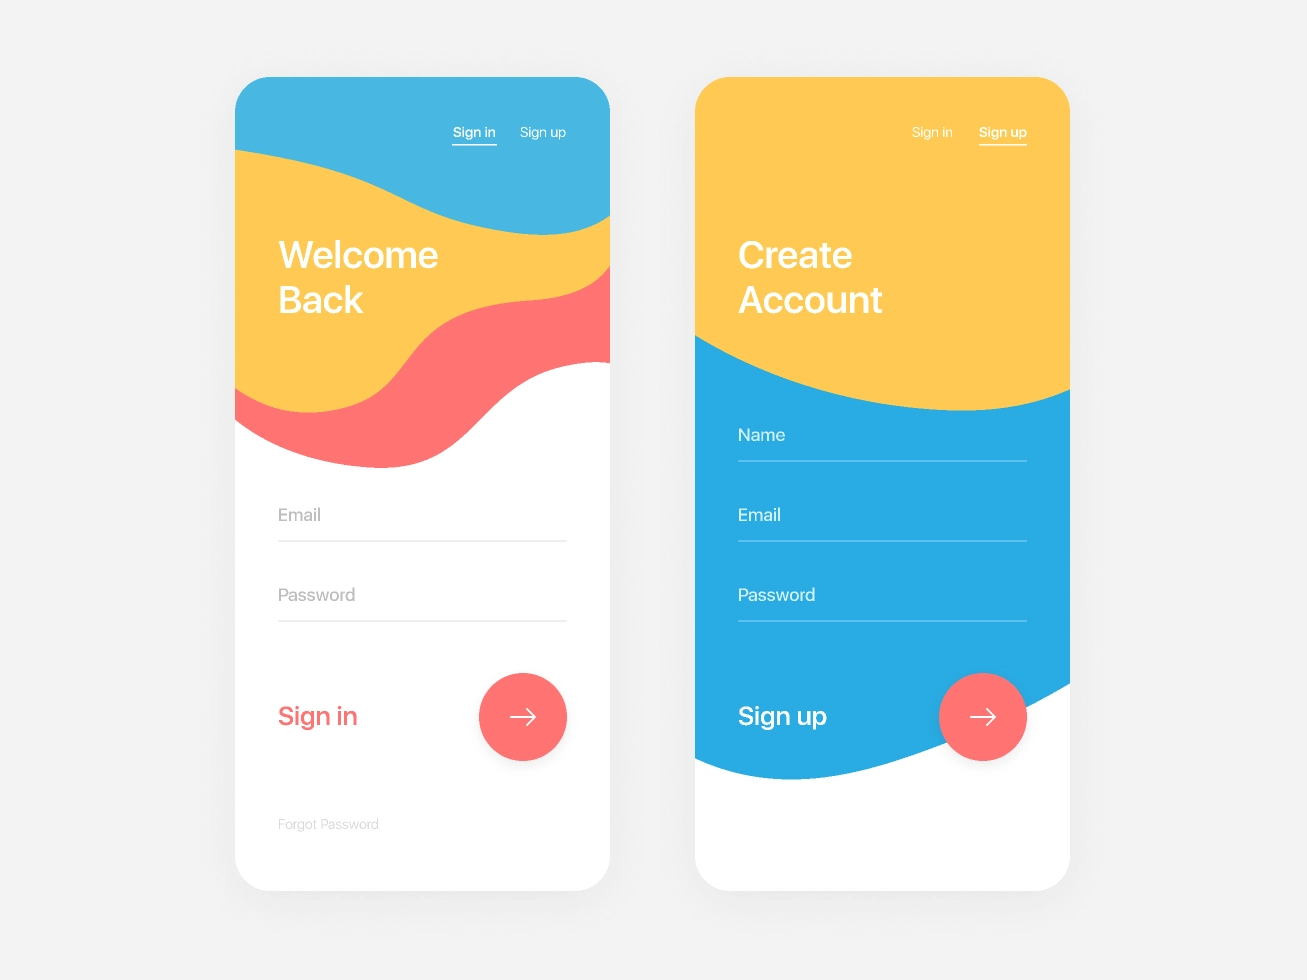 Sign in Sign up
Welcome
Back
Email
Password
Sign in
Forgot Password
Sign in Sign up
Create
Account
Name
Email
Password
Sign up